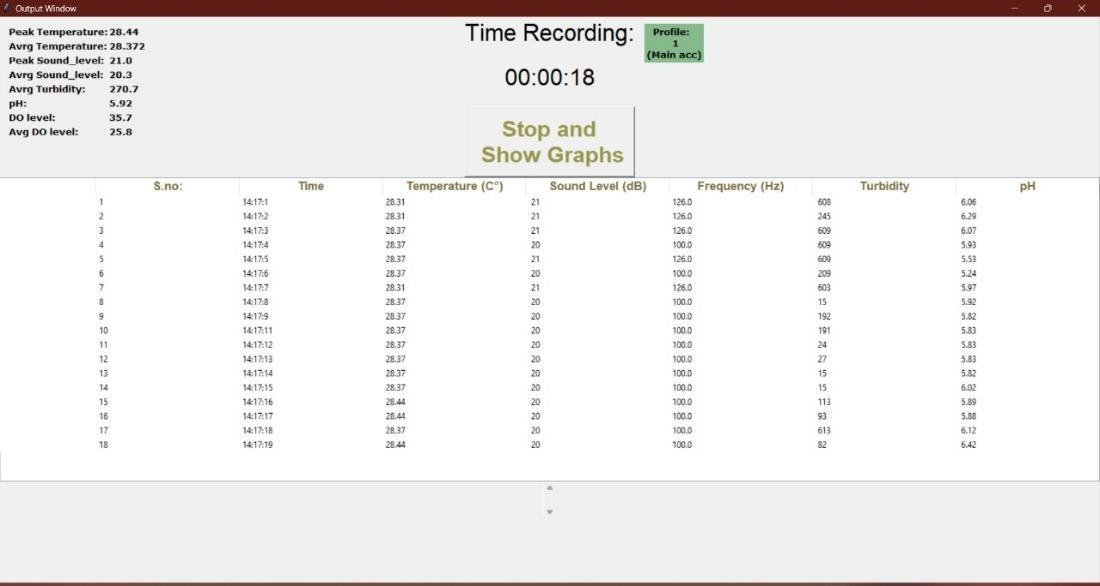 Output Window
Peak Temperature: 28.44
Avrg Temperature: 28.372
Peak Sound_level: 21.0
Avrg Sound_level: 20.3
Avrg Turbidity: 270.7
pH: 5.92
DO level: 35.7
Avg DO level: 25.8
Time Recording:
00:00:18
Profile:
1
(Main acc)
Stop and
Show Graphs
S.no: Time Temperature (C°) Sound Level (dB) Frequency (Hz) Turbidity pH
1 14:17:1 28.31 21 126.0 608 6.06
2 14:17:2 28.31 21 126.0 245 6.29
3 14:17:3 28.37 21 126.0 609 6.07
4 14:17:4 28.37 20 100.0 609 5.93
5 14:17:5 28.37 21 126.0 609 5.53
6 14:17:6 28.37 20 100.0 209 5.24
7 14:17:7 28.31 21 126.0 603 5.97
8 14:17:8 28.37 20 100.0 15 5.92
9 14:17:9 28.37 20 100.0 192 5.82
10 14:17:11 28.37 20 100.0 191 5.83
11 14:17:12 28.37 20 100.0 24 5.83
12 14:17:13 28.37 20 100.0 27 5.83
13 14:17:14 28.37 20 100.0 15 5.82
14 14:17:15 28.37 20 100.0 15 6.02
15 14:17:16 28.44 20 100.0 113 5.89
16 14:17:17 28.44 20 100.0 93 5.88
17 14:17:18 28.37 20 100.0 613 6.12
18 14:17:19 28.44 20 100.0 82 6.42